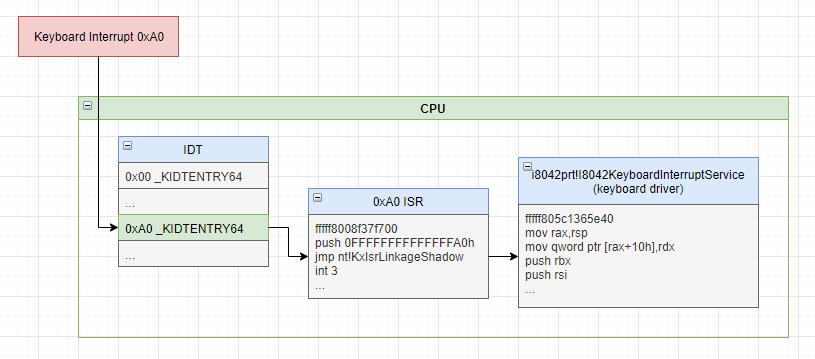 Keyboard Interrupt 0xA0
CPU
IDT
0x00 _KIDTENTRY64
...
0xA0 _KIDTENTRY64
...
0xA0 ISR
fffff8008f37f700
push 0FFFFFFFFFFFFFFA0h
jmp nt!KxIsrLinkageShadow
int 3
...
i8042prt!I8042KeyboardInterruptService
(keyboard driver)
fffff805c1365e40
mov rax,rsp
mov qword ptr [rax+10h],rdx
push rbx
push rsi
...